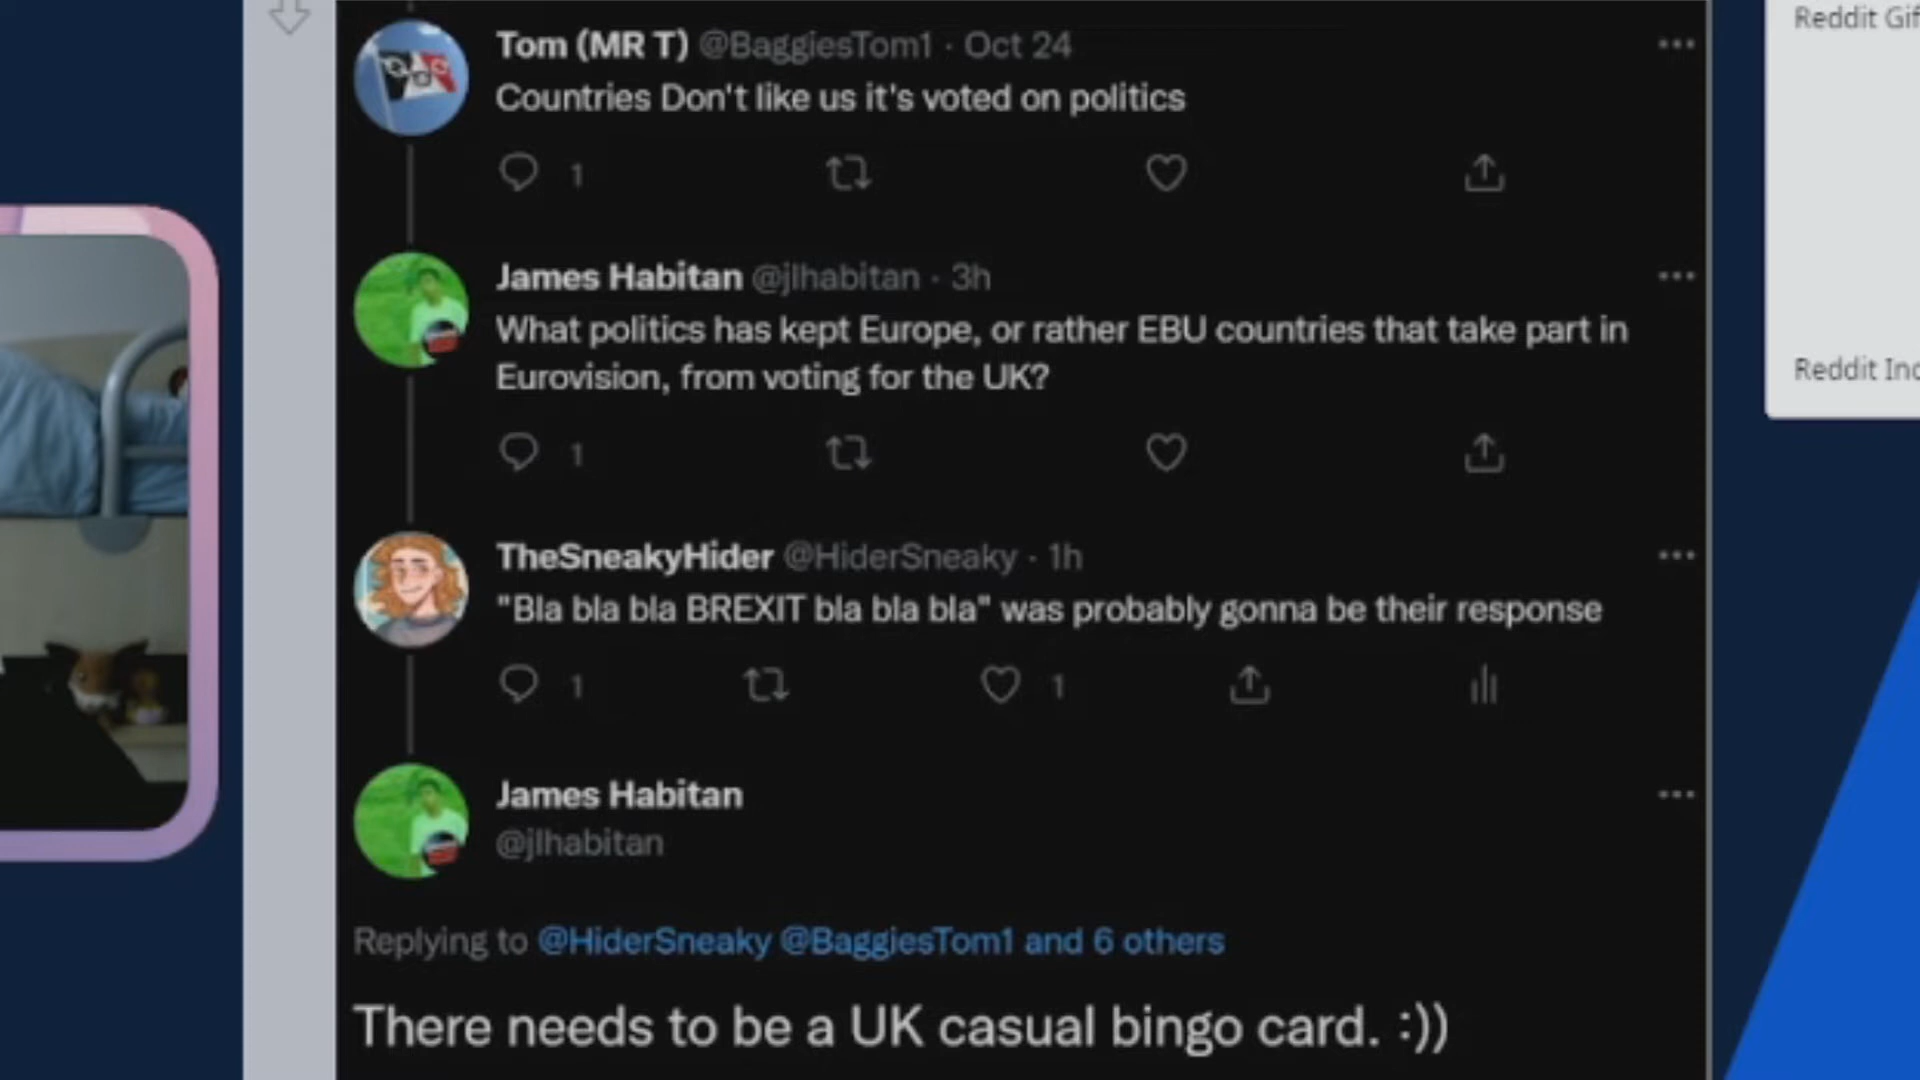 Reddit Gif
Tom (MR T) @BaggiesTom1 · Oct 24
Countries Don't like us it's voted on politics
1
James Habitan @jlhabitan · 3h
What politics has kept Europe, or rather EBU countries that take part in
Eurovision, from voting for the UK?
1
Reddit Inc
TheSneakyHider @HiderSneaky · 1h
"Bla bla bla BREXIT bla bla bla" was probably gonna be their response
1 1
James Habitan
@jlhabitan
Replying to @HiderSneaky @BaggiesTom1 and 6 others
There needs to be a UK casual bingo card. :))